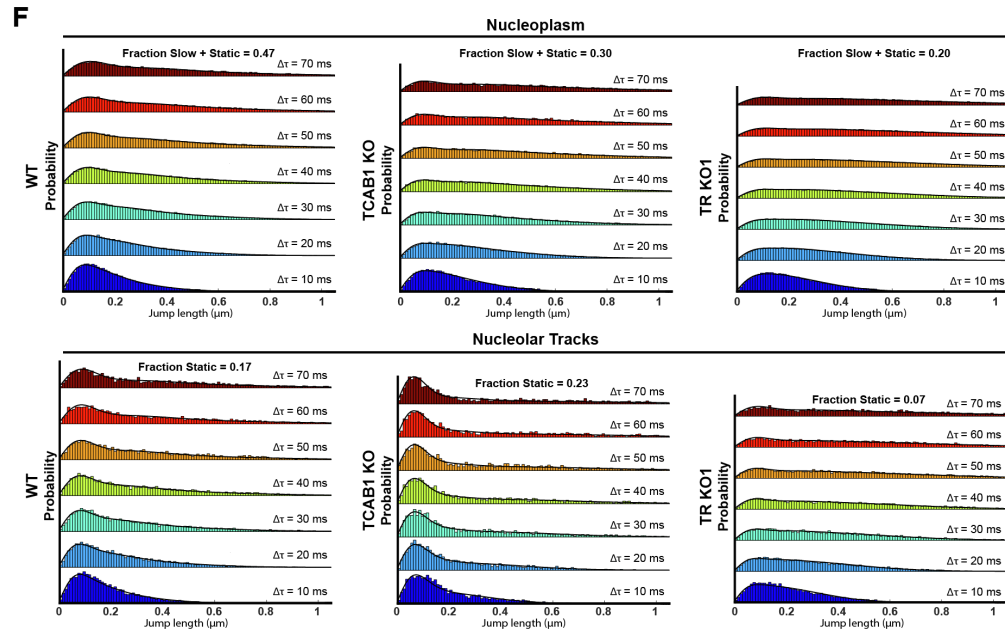 F
Nucleoplasm
Fraction Slow + Static = 0.47
Δτ = 70 ms
Δτ = 60 ms
Δτ = 50 ms
Δτ = 40 ms
Δτ = 30 ms
Δτ = 20 ms
Δτ = 10 ms
WT
Probability
0 0.2 0.4 0.6 0.8 1
Jump length (μm)
Fraction Slow + Static = 0.30
Δτ = 70 ms
Δτ = 60 ms
Δτ = 50 ms
Δτ = 40 ms
Δτ = 30 ms
Δτ = 20 ms
Δτ = 10 ms
TCAB1 KO
Probability
0 0.2 0.4 0.6 0.8 1
Jump length (μm)
Fraction Slow + Static = 0.20
Δτ = 70 ms
Δτ = 60 ms
Δτ = 50 ms
Δτ = 40 ms
Δτ = 30 ms
Δτ = 20 ms
Δτ = 10 ms
TR KO1
Probability
0 0.2 0.4 0.6 0.8 1
Jump length (μm)
Nucleolar Tracks
Fraction Static = 0.17
Δτ = 70 ms
Δτ = 60 ms
Δτ = 50 ms
Δτ = 40 ms
Δτ = 30 ms
Δτ = 20 ms
Δτ = 10 ms
WT
Probability
0 0.2 0.4 0.6 0.8 1
Jump length (μm)
Fraction Static = 0.23
Δτ = 70 ms
Δτ = 60 ms
Δτ = 50 ms
Δτ = 40 ms
Δτ = 30 ms
Δτ = 20 ms
Δτ = 10 ms
TCAB1 KO
Probability
0 0.2 0.4 0.6 0.8 1
Jump length (μm)
Fraction Static = 0.07
Δτ = 70 ms
Δτ = 60 ms
Δτ = 50 ms
Δτ = 40 ms
Δτ = 30 ms
Δτ = 20 ms
Δτ = 10 ms
TR KO1
Probability
0 0.2 0.4 0.6 0.8 1
Jump length (μm)